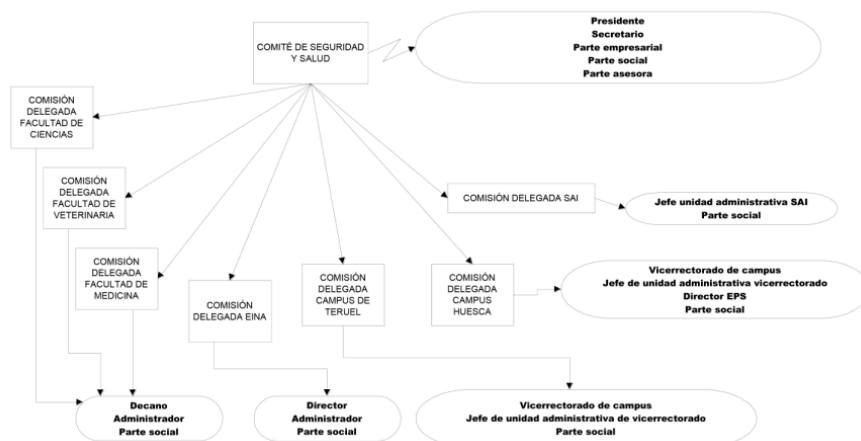 COMITÉ DE SEGURIDAD
Y SALUD
Presidente
Secretario
Parte empresarial
Parte social
Parte asesora
COMISIÓN
DELEGADA
FACULTAD DE
CIENCIAS
COMISIÓN
DELEGADA
FACULTAD DE
VETERINARIA
COMISIÓN DELEGADA SAI
Jefe unidad administrativa SAI
Parte social
COMISIÓN
DELEGADA
FACULTAD DE
MEDICINA
COMISIÓN
DELEGADA EINA
COMISIÓN
DELEGADA
CAMPUS DE
TERUEL
COMISIÓN
DELEGADA
CAMPUS
HUESCA
Vicerrectorado de campus
Jefe de unidad administrativa vicerrectorado
Director EPS
Parte social
Decano
Administrador
Parte social
Director
Administrador
Parte social
Vicerrectorado de campus
Jefe de unidad administrativa de vicerrectorado
Parte social